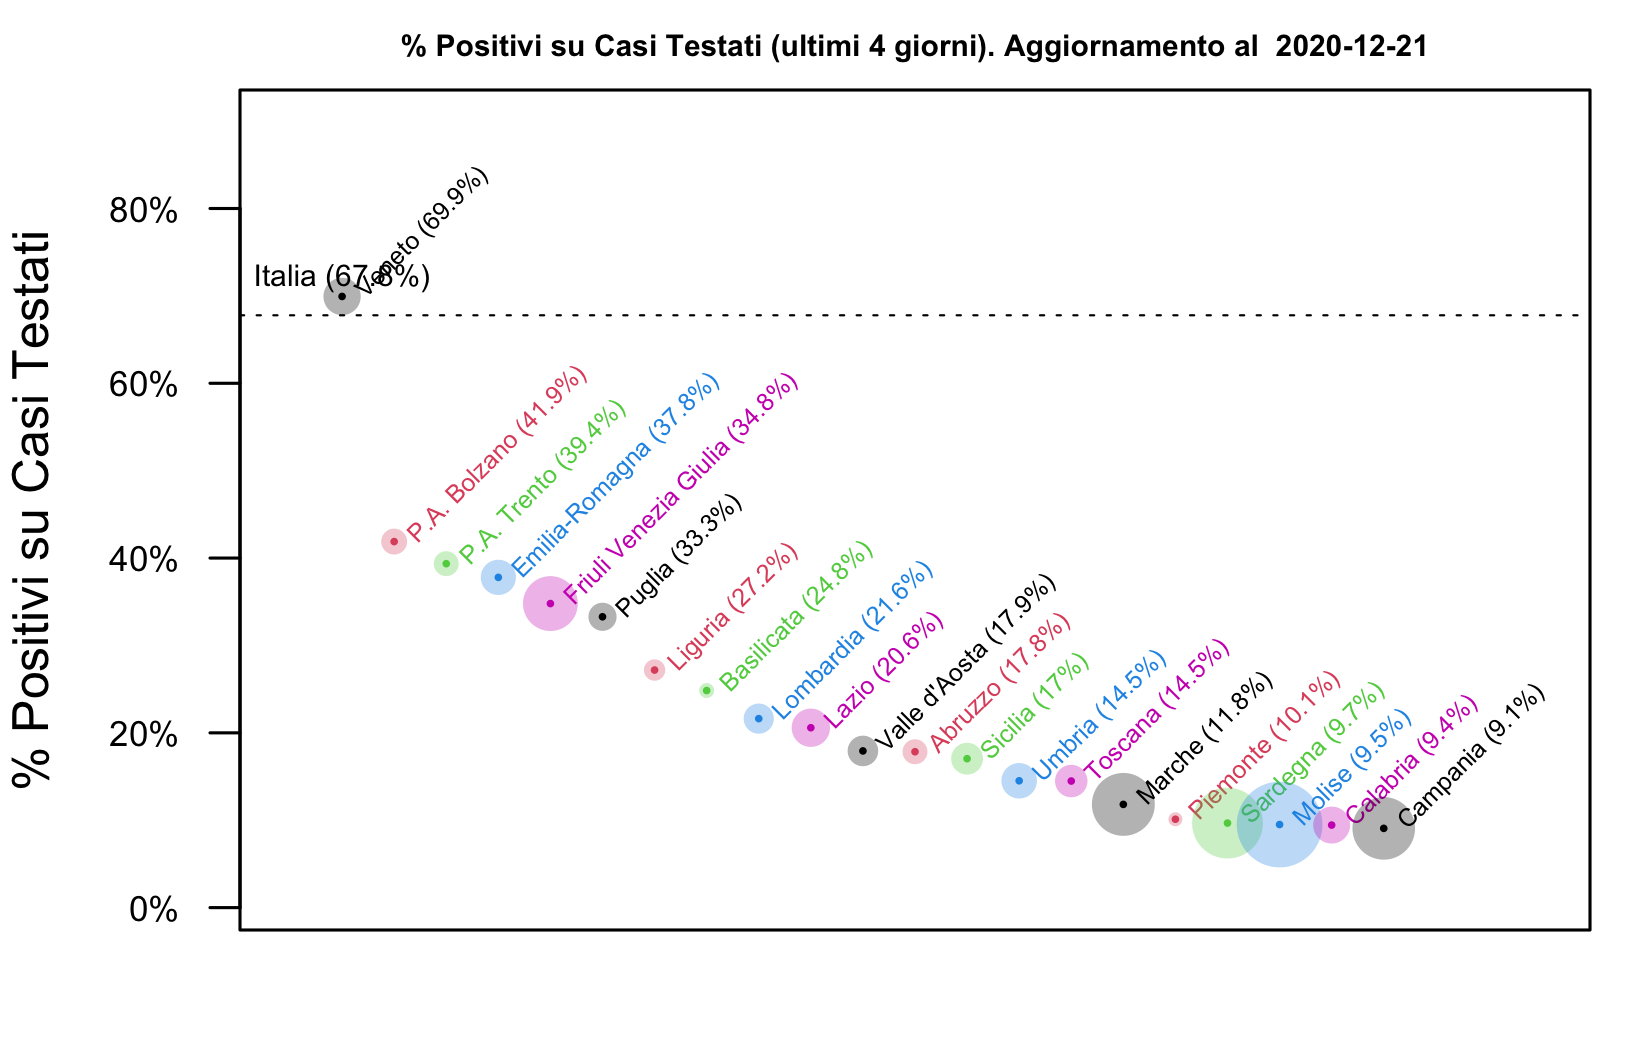 % Positivi su Casi Testati (ultimi 4 giorni). Aggiornamento al 2020-12-21
% Positivi su Casi Testati
80%
60%
40%
20%
0%
Italia (67.8%)
Veneto (69.9%)
P.A. Bolzano (41.9%)
P.A. Trento (39.4%)
Emilia-Romagna (37.8%)
Friuli Venezia Giulia (34.8%)
Puglia (33.3%)
Liguria (27.2%)
Basilicata (24.8%)
Lombardia (21.6%)
Lazio (20.6%)
Valle d'Aosta (17.9%)
Abruzzo (17.8%)
Sicilia (17%)
Umbria (14.5%)
Toscana (14.5%)
Marche (11.8%)
Piemonte (10.1%)
Sardegna (9.7%)
Molise (9.5%)
Calabria (9.4%)
Campania (9.1%)